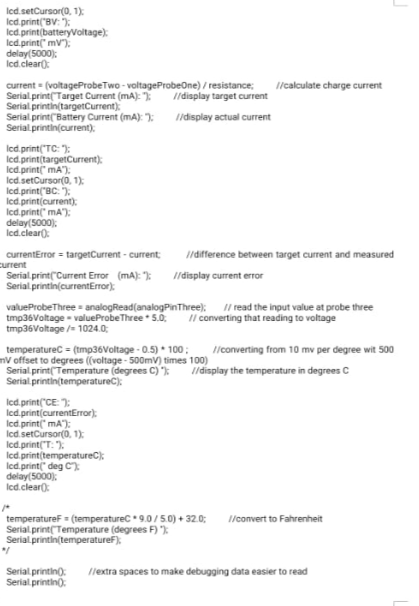 lcd.setCursor(0, 1);
lcd.print("BV: ");
lcd.print(batteryVoltage);
lcd.print(" mV");
delay(5000);
lcd.clear();
current = (voltageProbeTwo - voltageProbeOne) / resistance; //calculate charge current
Serial.print("Target Current (mA): "); //display target current
Serial.println(targetCurrent);
Serial.print("Battery Current (mA): "); //display actual current
Serial.println(current);
lcd.print("TC: ");
lcd.print(targetCurrent);
lcd.print(" mA");
lcd.setCursor(0, 1);
lcd.print("BC: ");
lcd.print(current);
lcd.print(" mA");
delay(5000);
lcd.clear();
currentError = targetCurrent - current; //difference between target current and measured
current
Serial.print("Current Error (mA): "); //display current error
Serial.println(currentError);
valueProbeThree = analogRead(analogPinThree); // read the input value at probe three
tmp36Voltage = valueProbeThree * 5.0; // converting that reading to voltage
tmp36Voltage /= 1024.0;
temperatureC = (tmp36Voltage - 0.5) * 100 ; //converting from 10 mv per degree wit 500
mV offset to degrees ((voltage - 500mV) times 100)
Serial.print("Temperature (degrees C) "); //display the temperature in degrees C
Serial.println(temperatureC);
lcd.print("CE: ");
lcd.print(currentError);
lcd.print(" mA");
lcd.setCursor(0, 1);
lcd.print("T: ");
lcd.print(temperatureC);
lcd.print(" deg C");
delay(5000);
lcd.clear();
/*
temperatureF = (temperatureC * 9.0 / 5.0) + 32.0; //convert to Fahrenheit
Serial.print("Temperature (degrees F) ");
Serial.println(temperatureF);
*/
Serial.println(); //extra spaces to make debugging data easier to read
Serial.println();